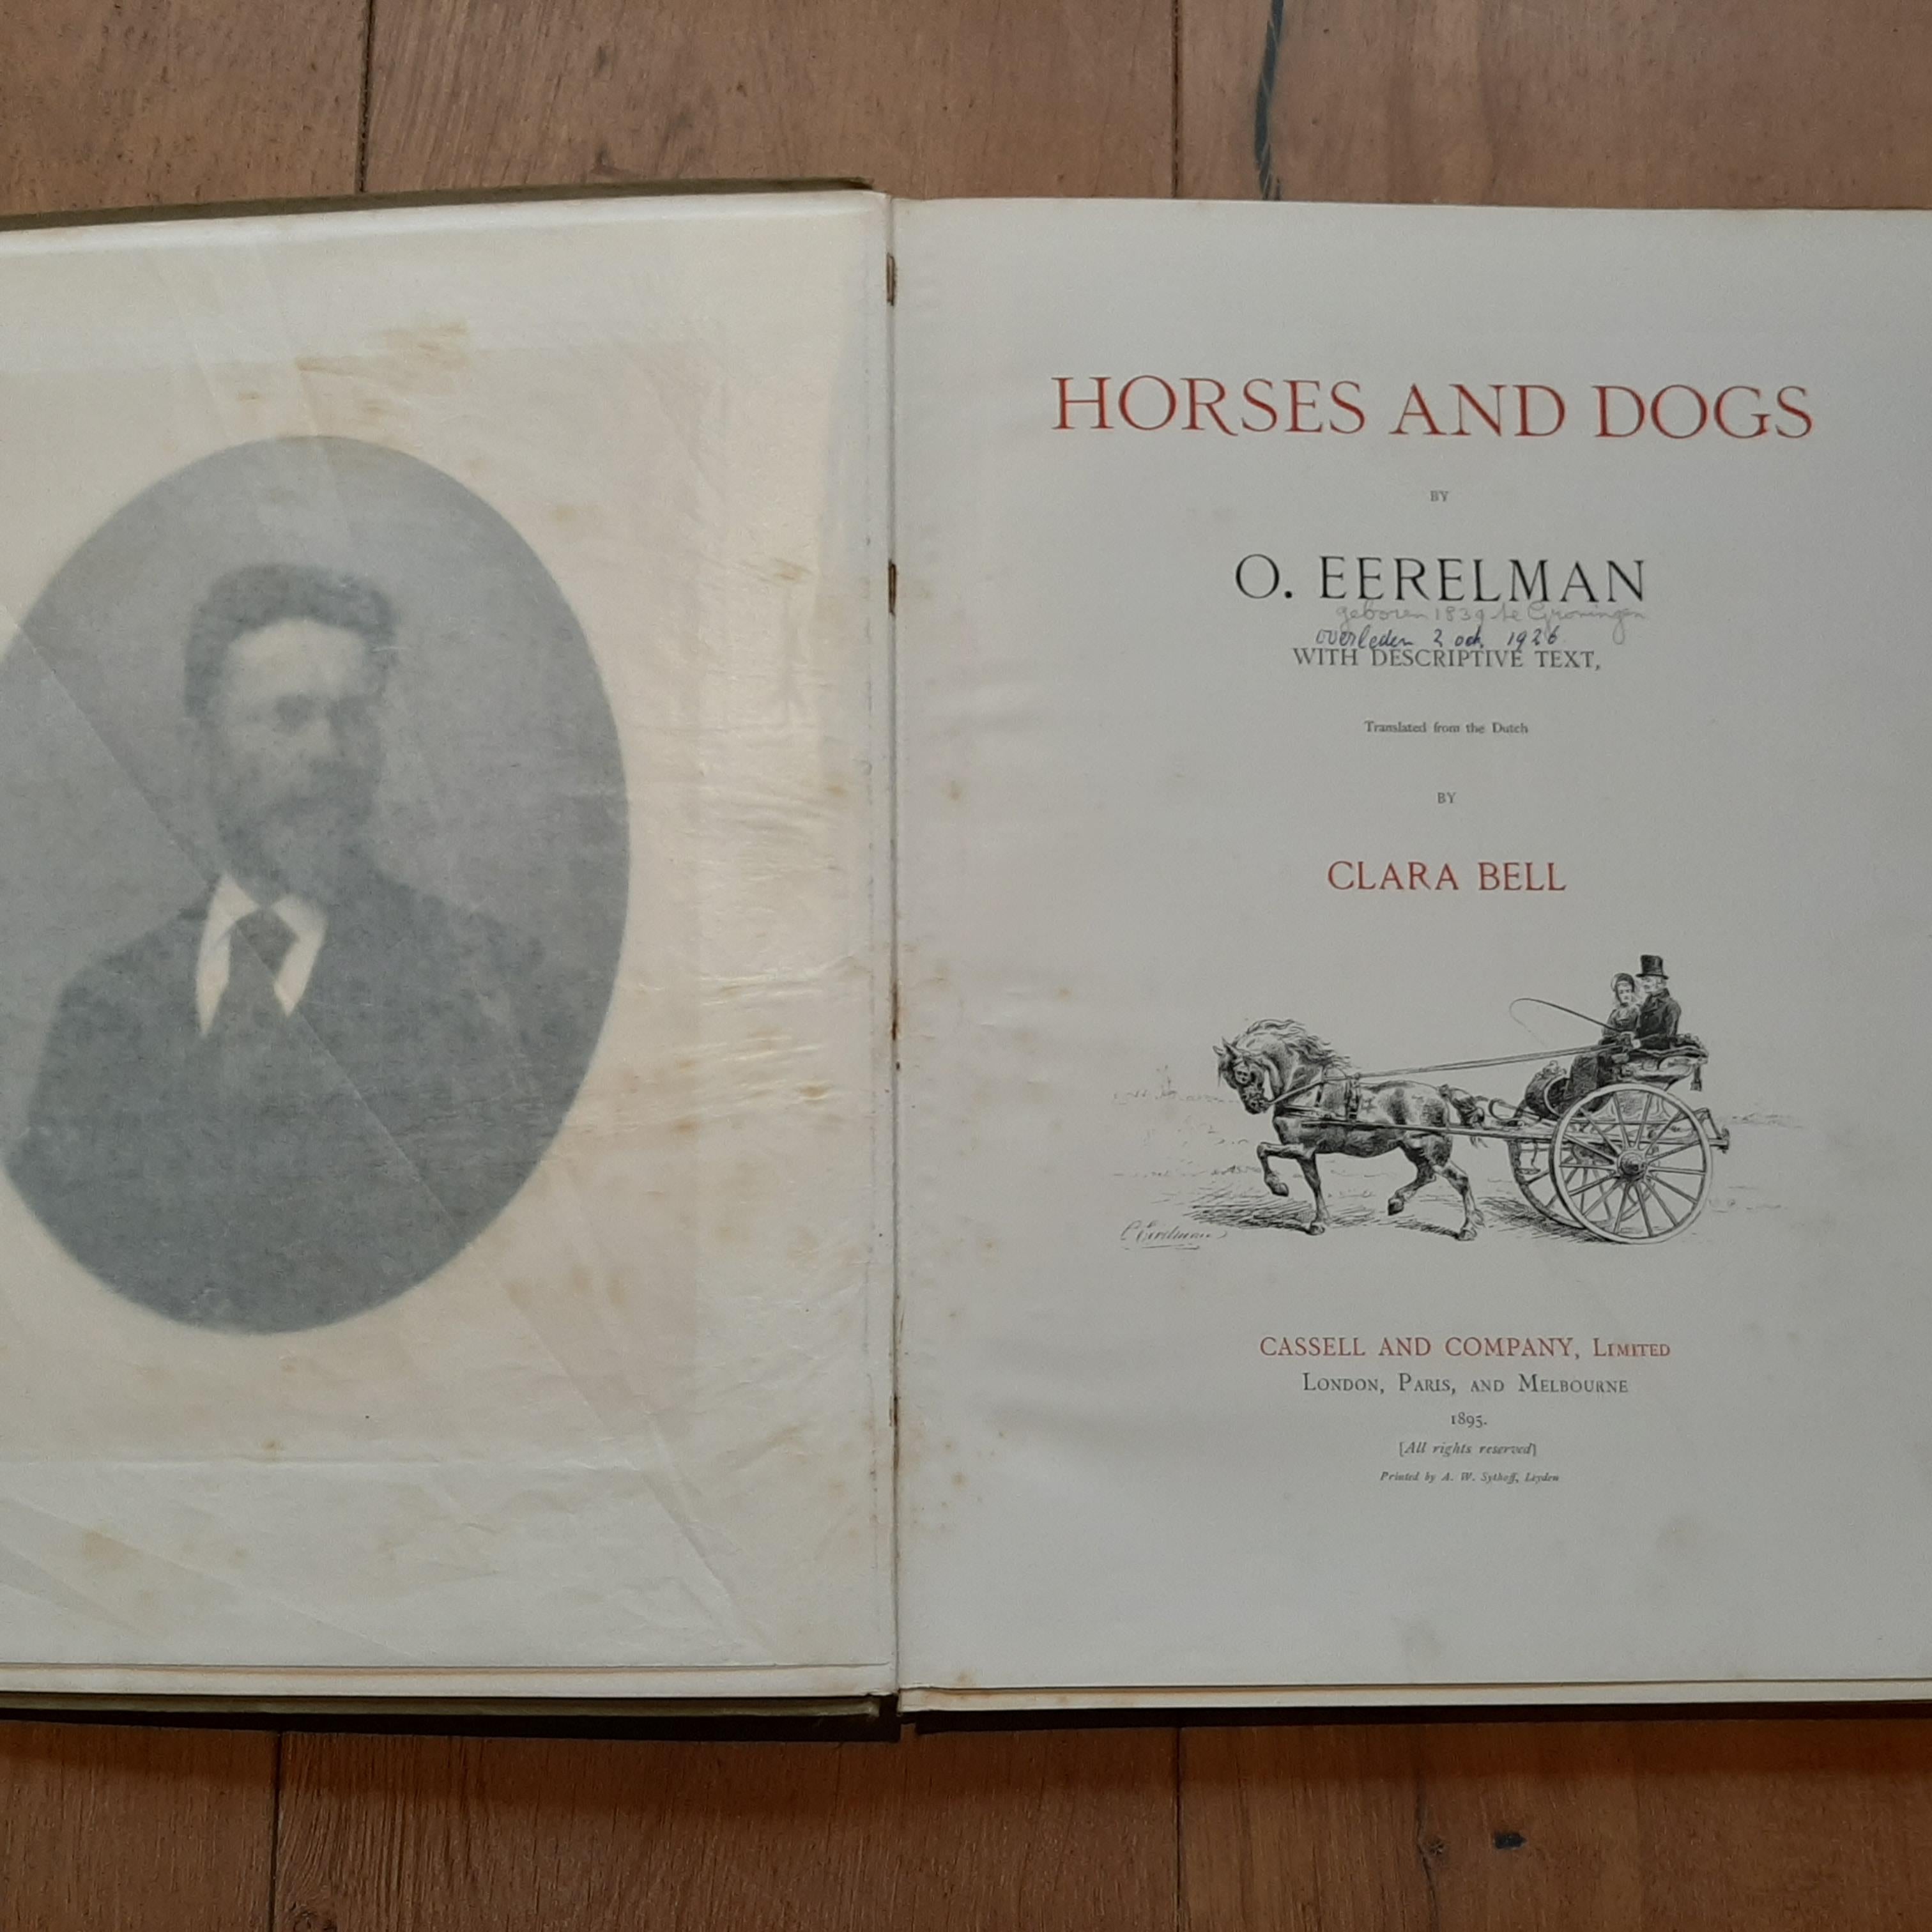 HORSES AND DOGS
BY
O. EERELMAN
geboren 1839 te Groningen
overleden 2 oct. 1926.
WITH DESCRIPTIVE TEXT,
Translated from the Dutch
BY
CLARA BELL
O Eerelman
CASSELL AND COMPANY, LIMITED
LONDON, PARIS, AND MELBOURNE
1895.
[All rights reserved]
Printed by A. W. Sythoff, Leyden